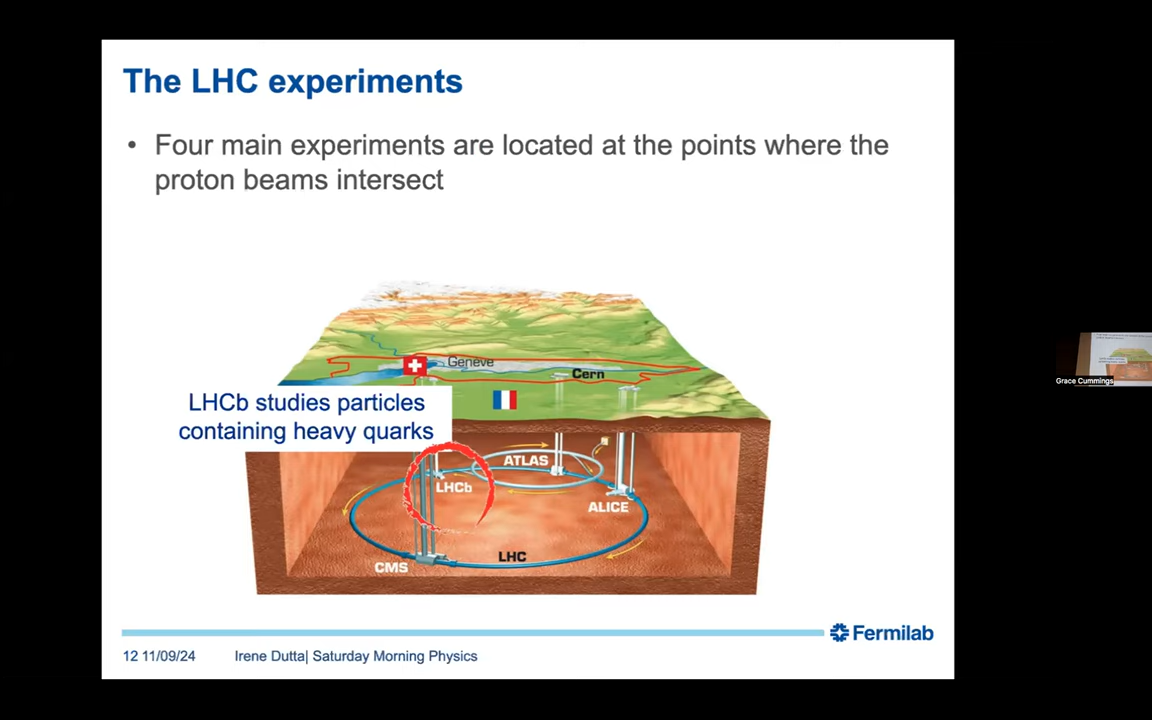 The LHC experiments
• Four main experiments are located at the points where the
proton beams intersect
Genève
Cern
LHCb studies particles
containing heavy quarks
ATLAS
LHCb
ALICE
LHC
CMS
Fermilab
12 11/09/24 Irene Dutta| Saturday Morning Physics
Grace Cummings